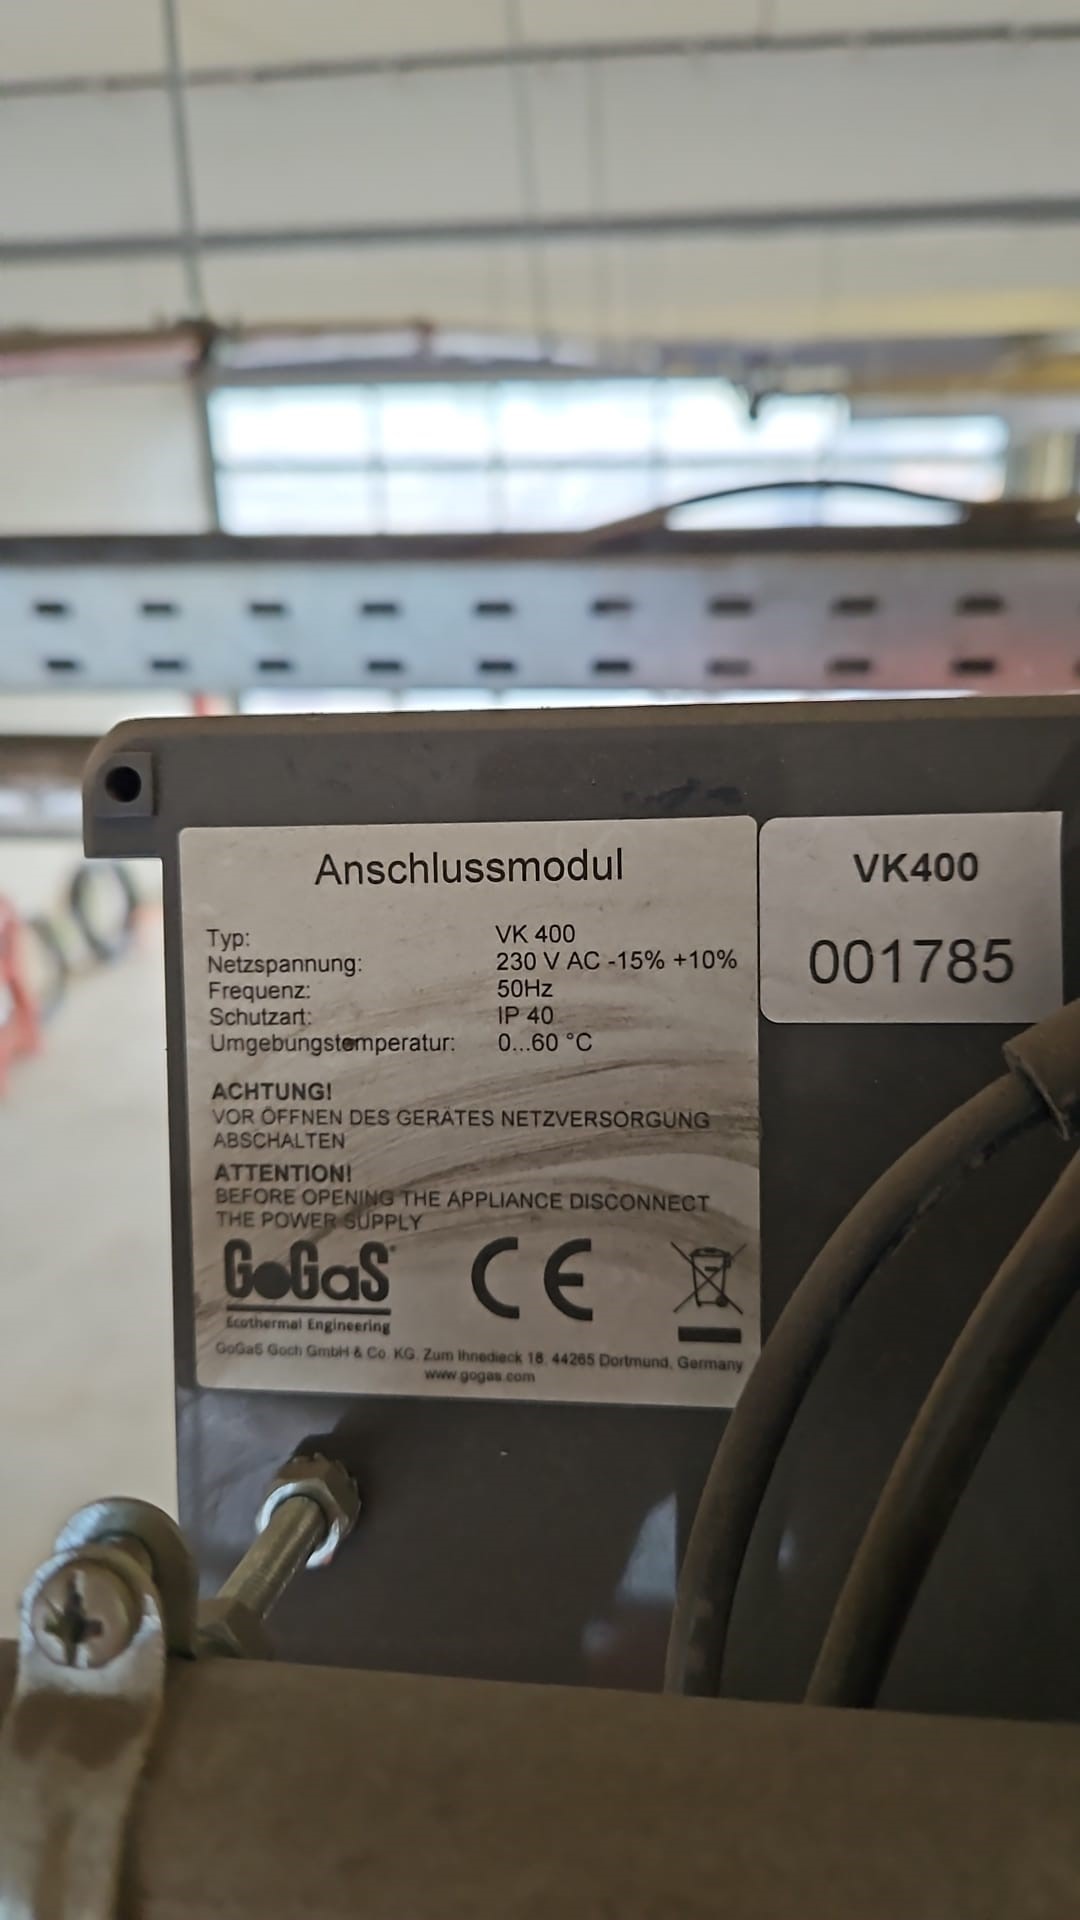 Anschlussmodul
Typ: VK 400
Netzspannung: 230 V AC -15% +10%
Frequenz: 50Hz
Schutzart: IP 40
Umgebungstemperatur: 0...60 °C
ACHTUNG!
VOR ÖFFNEN DES GERÄTES NETZVERSORGUNG
ABSCHALTEN
ATTENTION!
BEFORE OPENING THE APPLIANCE DISCONNECT
THE POWER SUPPLY
GoGaS
CE
Ecothermal Engineering
GoGaS Goch GmbH & Co. KG. Zum Ihnedieck 18, 44265 Dortmund, Germany
www.gogas.com
VK400
001785